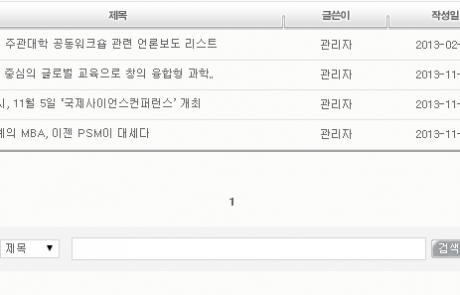 제목 글쓴이 작성일
주관대학 공동워크숍 관련 언론보도 리스트 관리자 2013-02-
중심의 글로벌 교육으로 창의 융합형 과학.. 관리자 2013-11-
시, 11월 5일 '국제사이언스컨퍼런스' 개최 관리자 2013-11-
계의 MBA, 이젠 PSM이 대세다 관리자 2013-11-
1
제목 ▼ 검색